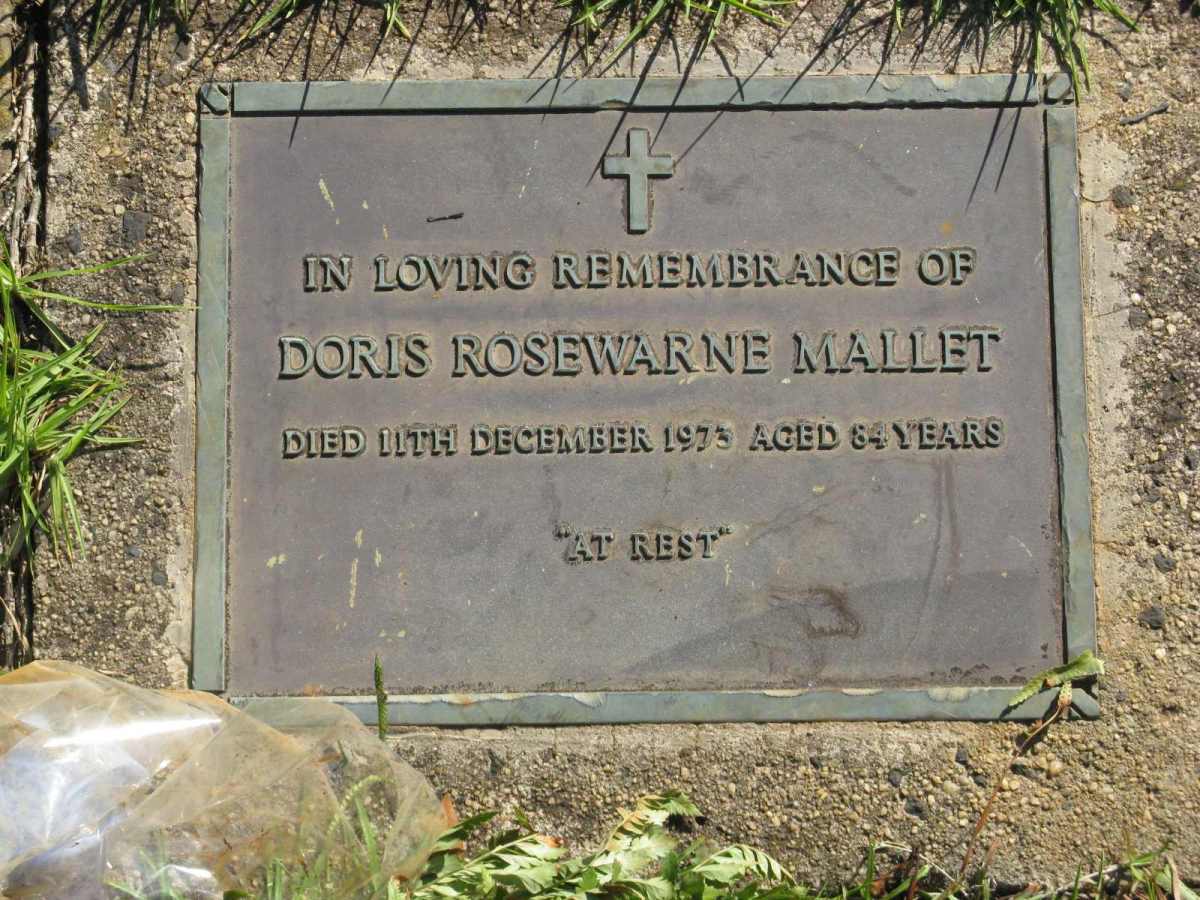 IN LOVING REMEMBRANCE OF
DORIS ROSEWARNE MALLET
DIED 11TH DECEMBER 1973 AGED 84 YEARS
"AT REST"